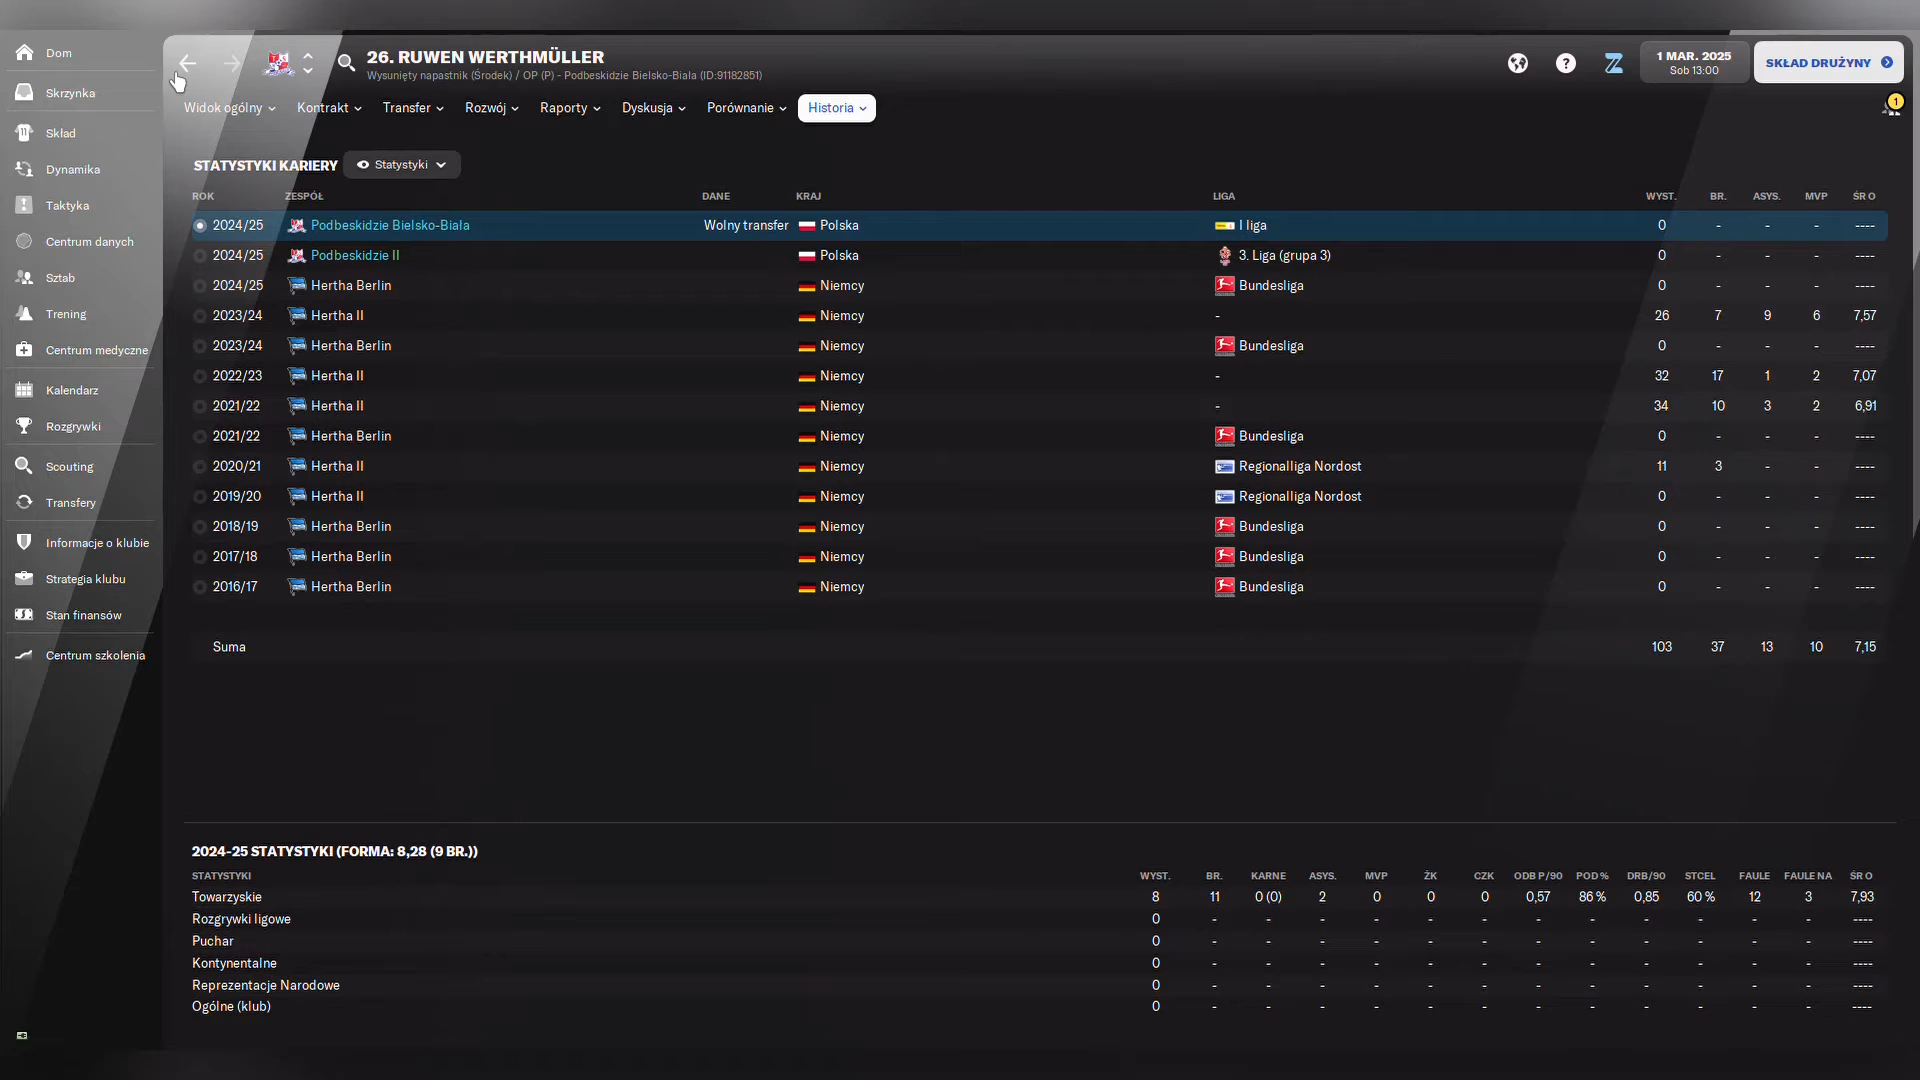 Dom
Skrzynka
Skład
Dynamika
Taktyka
Centrum danych
Sztab
Trening
Centrum medyczne
Kalendarz
Rozgrywki
Scouting
Transfery
Informacje o klubie
Strategia klubu
Stan finansów
Centrum szkolenia
26. RUWEN WERTHMÜLLER
Wysunięty napastnik (Środek) / OP (P) - Podbeskidzie Bielsko-Biala (ID:91182851)
1 MAR. 2025
Sob 13:00
SKŁAD DRUŻYNY
Widok ogólny Kontrakt Transfer Rozwój Raporty Dyskusja Porównanie Historia
1
STATYSTYKI KARIERY Statystyki
ROK ZESPÓŁ DANE KRAJ LIGA WYST. BR. ASYS. MVP ŚR O
2024/25 Podbeskidzie Bielsko-Biala Wolny transfer Polska I liga 0 - - - ----
2024/25 Podbeskidzie II Polska 3. Liga (grupa 3) 0 - - - ----
2024/25 Hertha Berlin Niemcy Bundesliga 0 - - - ----
2023/24 Hertha II Niemcy - 26 7 9 6 7,57
2023/24 Hertha Berlin Niemcy Bundesliga 0 - - - ----
2022/23 Hertha II Niemcy - 32 17 1 2 7,07
2021/22 Hertha II Niemcy - 34 10 3 2 6,91
2021/22 Hertha Berlin Niemcy Bundesliga 0 - - - ----
2020/21 Hertha II Niemcy Regionalliga Nordost 11 3 - - ----
2019/20 Hertha II Niemcy Regionalliga Nordost 0 - - - ----
2018/19 Hertha Berlin Niemcy Bundesliga 0 - - - ----
2017/18 Hertha Berlin Niemcy Bundesliga 0 - - - ----
2016/17 Hertha Berlin Niemcy Bundesliga 0 - - - ----
Suma 103 37 13 10 7,15
2024-25 STATYSTYKI (FORMA: 8,28 (9 BR.))
STATYSTYKI WYST. BR. KARNE ASYS. MVP ŻK CZK ODB P/90 POD % DRB/90 STCEL FAULE FAULE NA ŚR O
Towarzyskie 8 11 0 (0) 2 0 0 0 0,57 86 % 0,85 60 % 12 3 7,93
Rozgrywki ligowe 0 - - - - - - - - - - - - ----
Puchar 0 - - - - - - - - - - - - ----
Kontynentalne 0 - - - - - - - - - - - - ----
Reprezentacje Narodowe 0 - - - - - - - - - - - - ----
Ogólne (klub) 0 - - - - - - - - - - - - ----